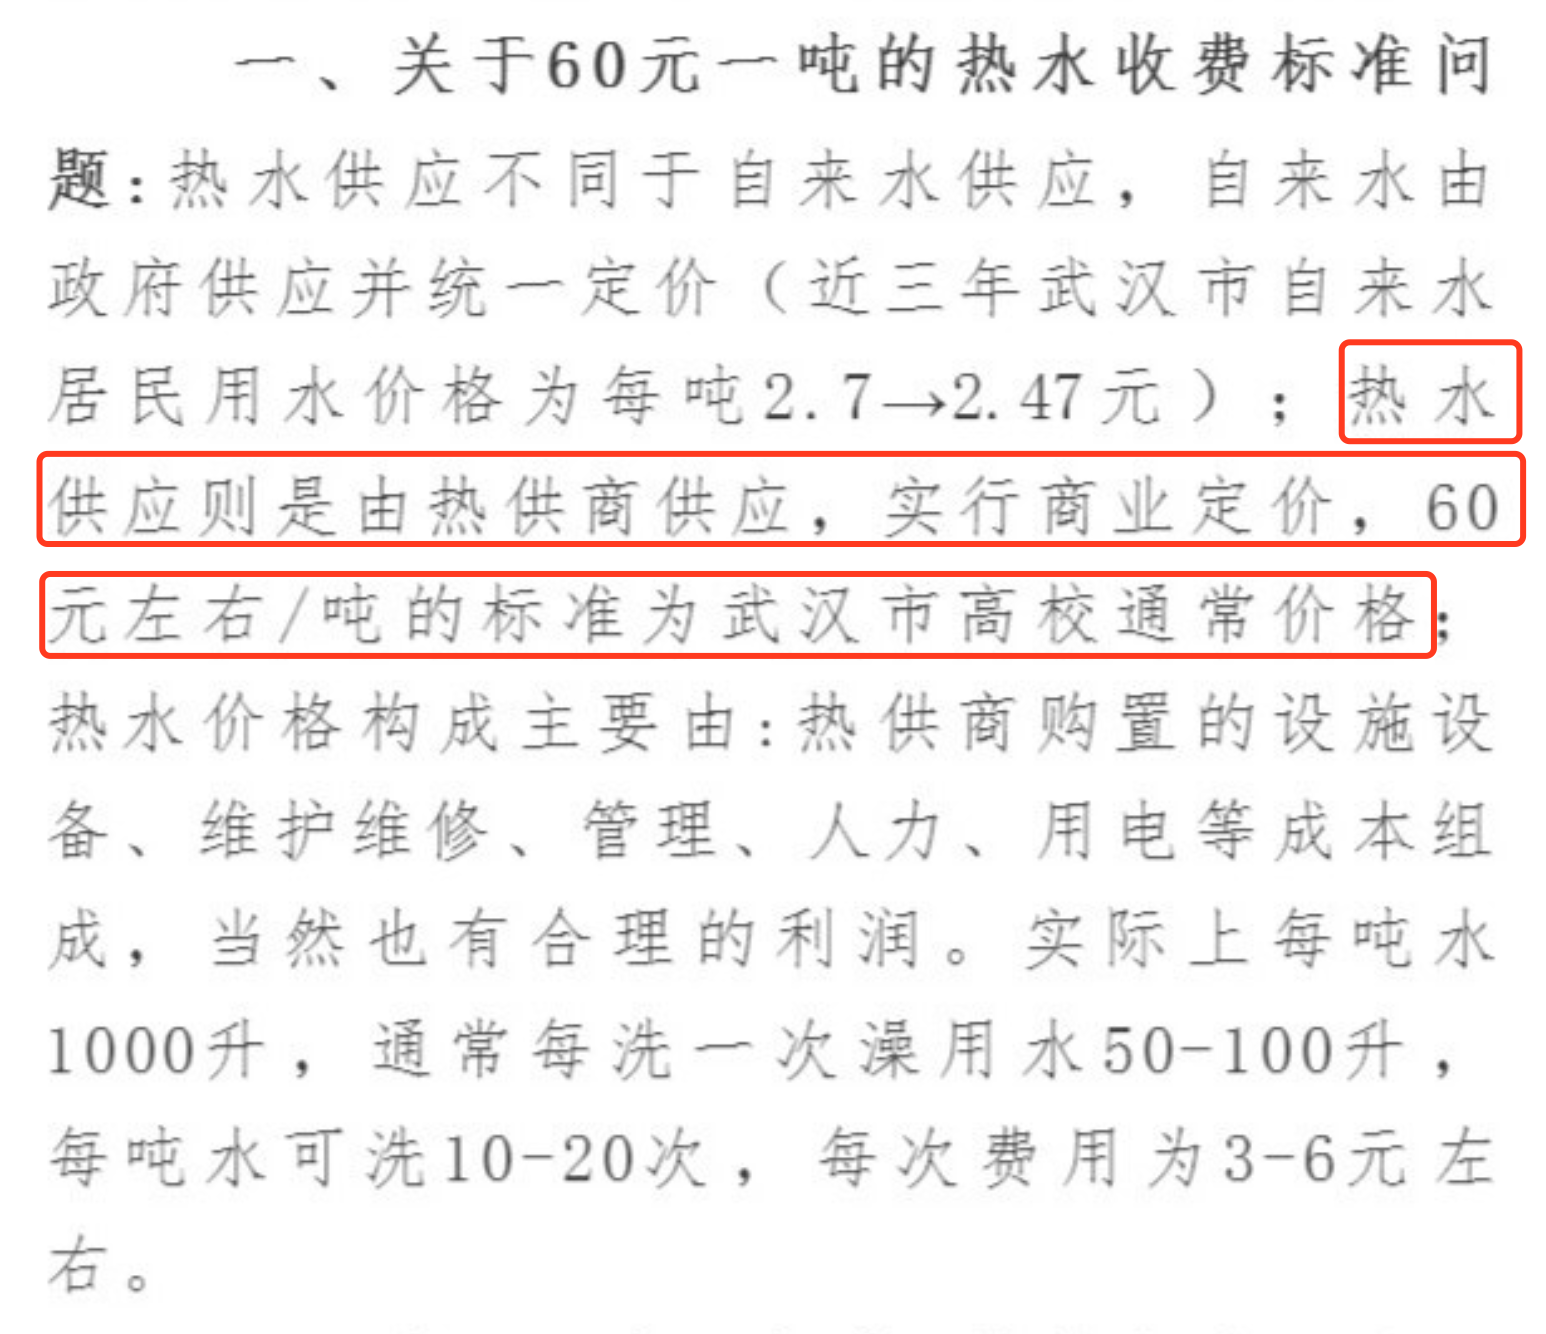 一、关于60元一吨的热水收费标准问
题:热水供应不同于自来水供应，自来水由
政府供应并统一定价（近三年武汉市自来水
居民用水价格为每吨2.7→2.47元）；热水
供应则是由热供商供应，实行商业定价，60
元左右/吨的标准为武汉市高校通常价格；
热水价格构成主要由:热供商购置的设施设
备、维护维修、管理、人力、用电等成本组
成，当然也有合理的利润。实际上每吨水
1000升，通常每洗一次澡用水50-100升，
每吨水可洗10-20次，每次费用为3-6元左
右。